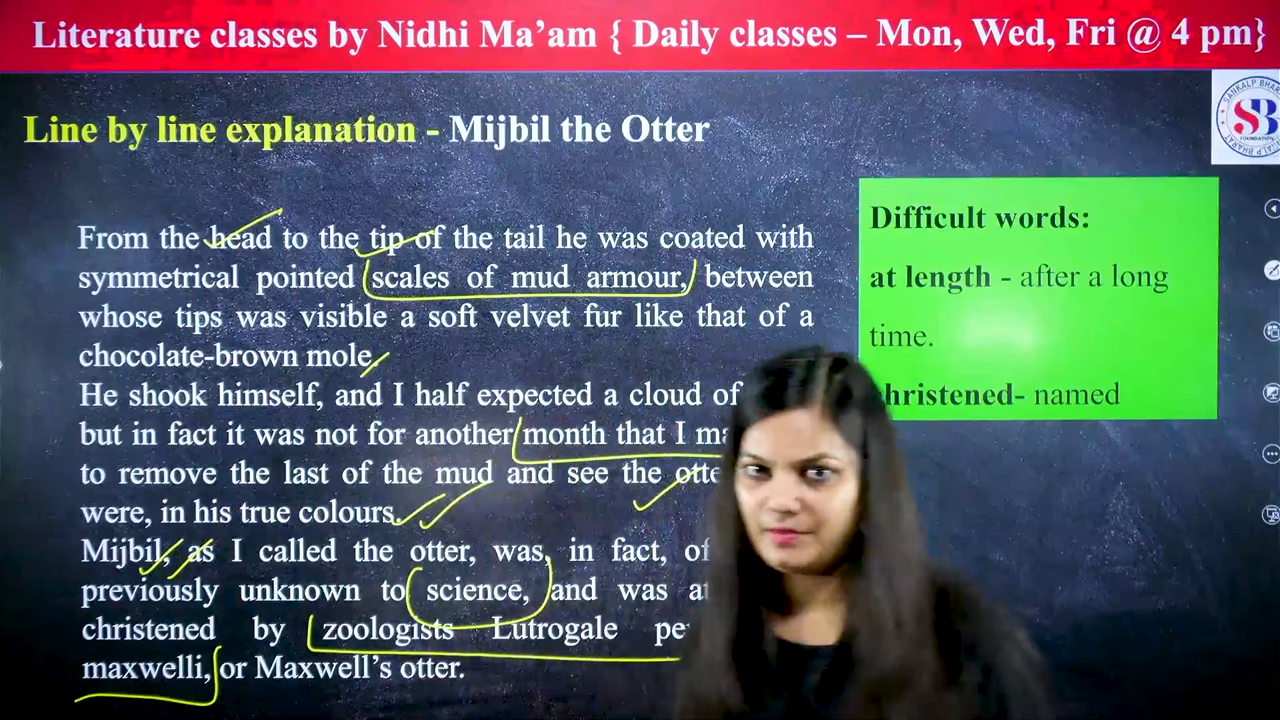 Literature classes by Nidhi Ma’am { Daily classes – Mon, Wed, Fri @ 4 pm}
SB
FOUNDATION
Line by line explanation - Mijbil the Otter
From the head to the tip of the tail he was coated with
symmetrical pointed scales of mud armour, between
whose tips was visible a soft velvet fur like that of a
chocolate-brown mole.
He shook himself, and I half expected a cloud of
but in fact it was not for another month that I
to remove the last of the mud and see the
were, in his true colours.
Mijbil, as I called the otter, was, in fact,
previously unknown to science, and was
christened by zoologists Lutrogale
maxwelli, or Maxwell’s otter.
Difficult words:
at length - after a long
time.
named